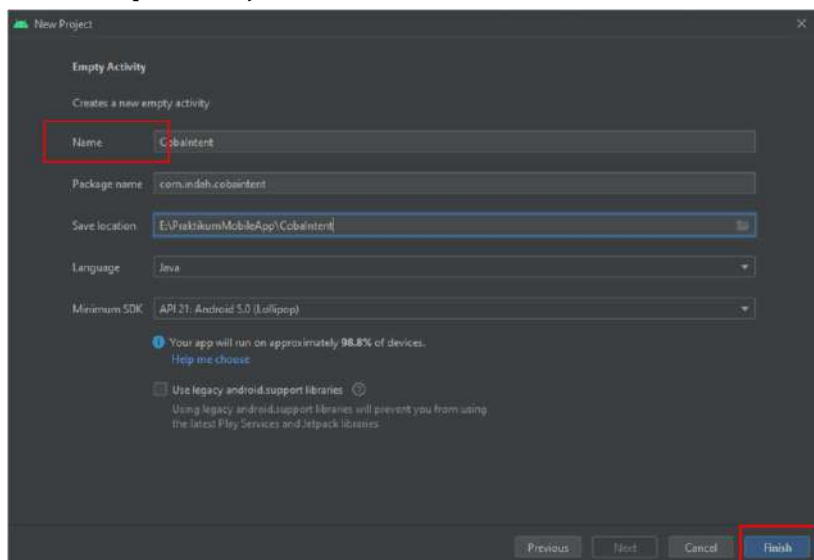 New Project
Empty Activity
Creates a new empty activity
Name CobaIntent
Package name com.indah.cobaintent
Save location E:\PraktikumMobileApp\CobaIntent
Language Java
Minimum SDK API 21: Android 5.0 (Lollipop)
Your app will run on approximately 98.8% of devices.
Help me choose
Use legacy android.support libraries
Using legacy android.support libraries will prevent you from using
the latest Play Services and Jetpack libraries
Previous Next Cancel Finish